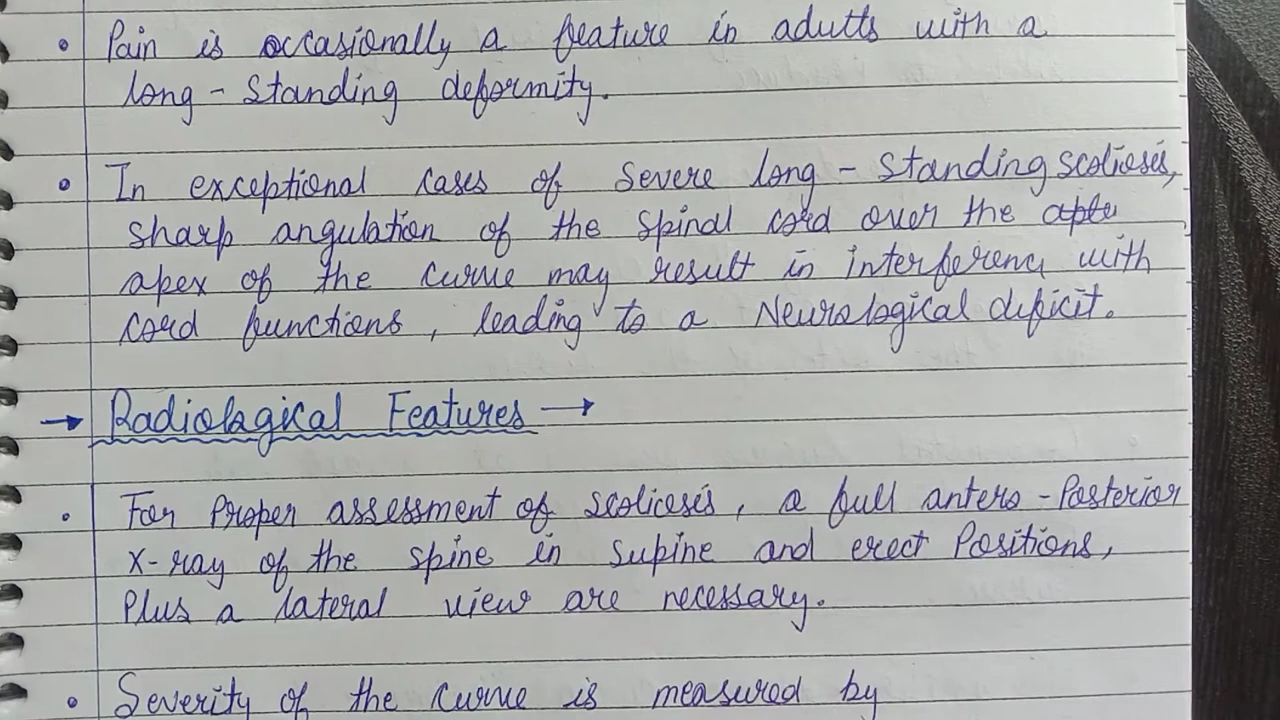 • Pain is occasionally a feature in adults with a
long - standing deformity.
• In exceptional cases of severe long - standing scoliosis,
sharp angulation of the spinal cord over the
apex of the curve may result in interference with
cord functions, leading to a Neurological deficit.
→ Radiological Features →
• For Proper assessment of scoliosis, a full antero - Posterior
X-ray of the spine in supine and erect Positions,
Plus a lateral view are necessary.
• Severity of the curve is measured by